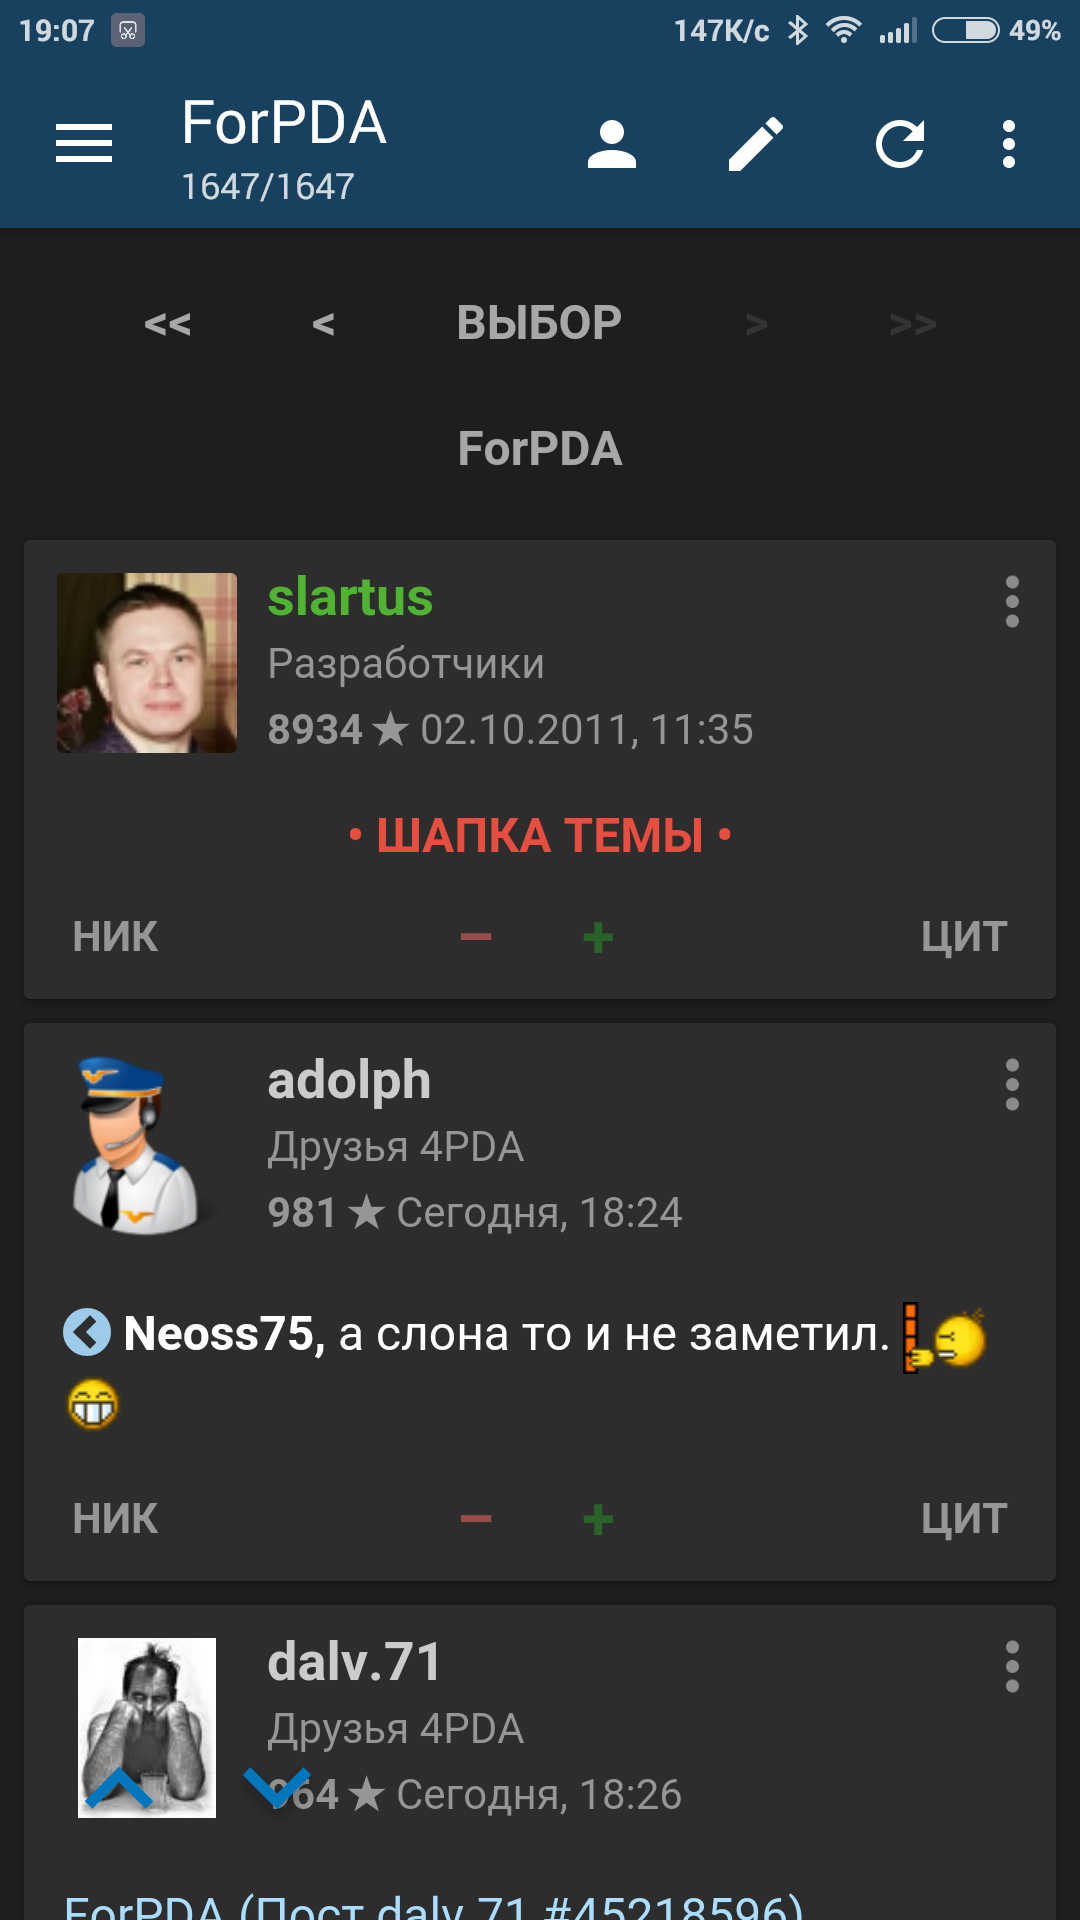 19:07 147K/c 49%
ForPDA
1647/1647
<< < ВЫБОР > >>
ForPDA
slartus
Разработчики
8934 ★ 02.10.2011, 11:35
• ШАПКА ТЕМЫ •
НИК − + ЦИТ
adolph
Друзья 4PDA
981 ★ Сегодня, 18:24
Neoss75, а слона то и не заметил.
НИК − + ЦИТ
dalv.71
Друзья 4PDA
964 ★ Сегодня, 18:26
ForPDA (Пост dalv.71 #45218596)